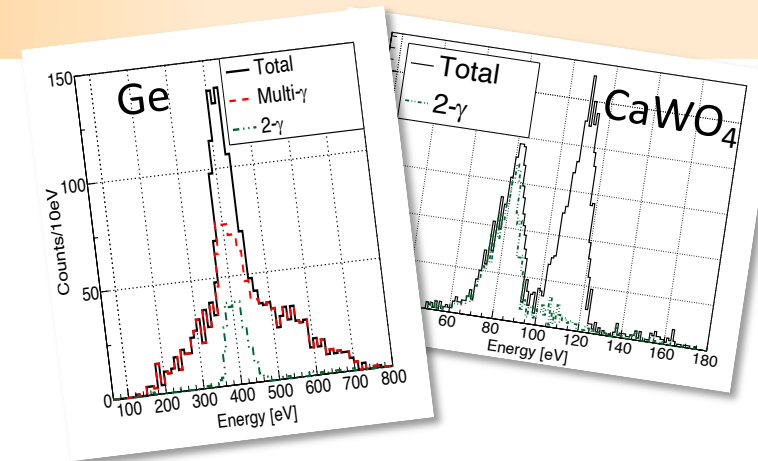 Ge
Total
Multi-γ
2-γ
150
100
50
0
Counts/10eV
100 200 300 400 500 600 700 800
Energy [eV]
CaWO4
Total
2-γ
60 80 100 120 140 160 180
Energy [eV]